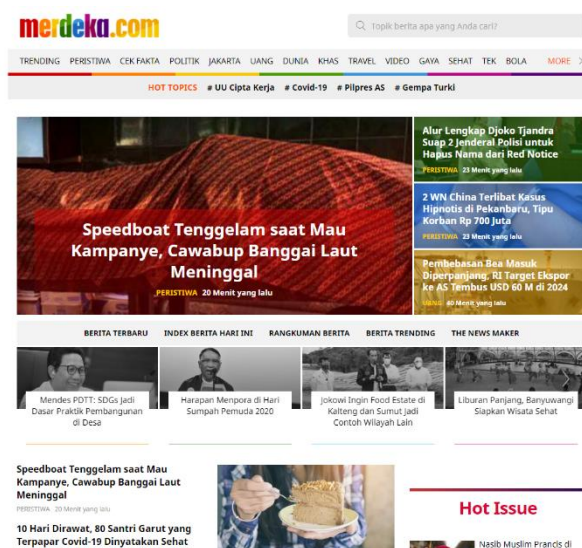 merdeka.com
Topik berita apa yang Anda cari?
TRENDING PERISTIWA CEK FAKTA POLITIK JAKARTA UANG DUNIA KHAS TRAVEL VIDEO GAYA SEHAT TEK BOLA MORE
HOT TOPICS # UU Cipta Kerja # Covid-19 # Pilpres AS # Gempa Turki
Speedboat Tenggelam saat Mau
Kampanye, Cawabup Banggai Laut
Meninggal
PERISTIWA 20 Menit yang lalu
Alur Lengkap Djoko Tjandra
Suap 2 Jenderal Polisi untuk
Hapus Nama dari Red Notice
PERISTIWA 23 Menit yang lalu
2 WN China Terlibat Kasus
Hipnotis di Pekanbaru, Tipu
Korban Rp 700 Juta
PERISTIWA 23 Menit yang lalu
Pembebasan Bea Masuk
Diperpanjang, RI Target Ekspor
ke AS Tembus USD 60 M di 2024
UANG 40 Menit yang lalu
BERITA TERBARU INDEX BERITA HARI INI RANGKUMAN BERITA BERITA TRENDING THE NEWS MAKER
Mendes PDTT: SDGs Jadi
Dasar Praktik Pembangunan
di Desa
Harapan Menpora di Hari
Sumpah Pemuda 2020
Jokowi Ingin Food Estate di
Kalteng dan Sumut Jadi
Contoh Wilayah Lain
Liburan Panjang, Banyuwangi
Siapkan Wisata Sehat
Speedboat Tenggelam saat Mau
Kampanye, Cawabup Banggai Laut
Meninggal
PERISTIWA 20 Menit yang lalu
10 Hari Dirawat, 80 Santri Garut yang
Terpapar Covid-19 Dinyatakan Sehat
Hot Issue
Nasib Muslim Prancis di